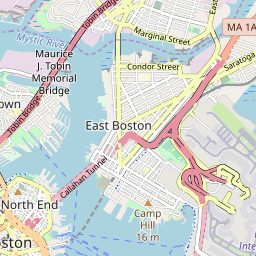 Mystic River
Tobin Bridge
Marginal Street
East
MA 1A
Condor Street
Saratoga
Maurice
J. Tobin
Memorial
Bridge
Tobin Bridge
own
East Boston
Callahan Tunnel
North End
Camp
Hill
16 m
Inter
oston